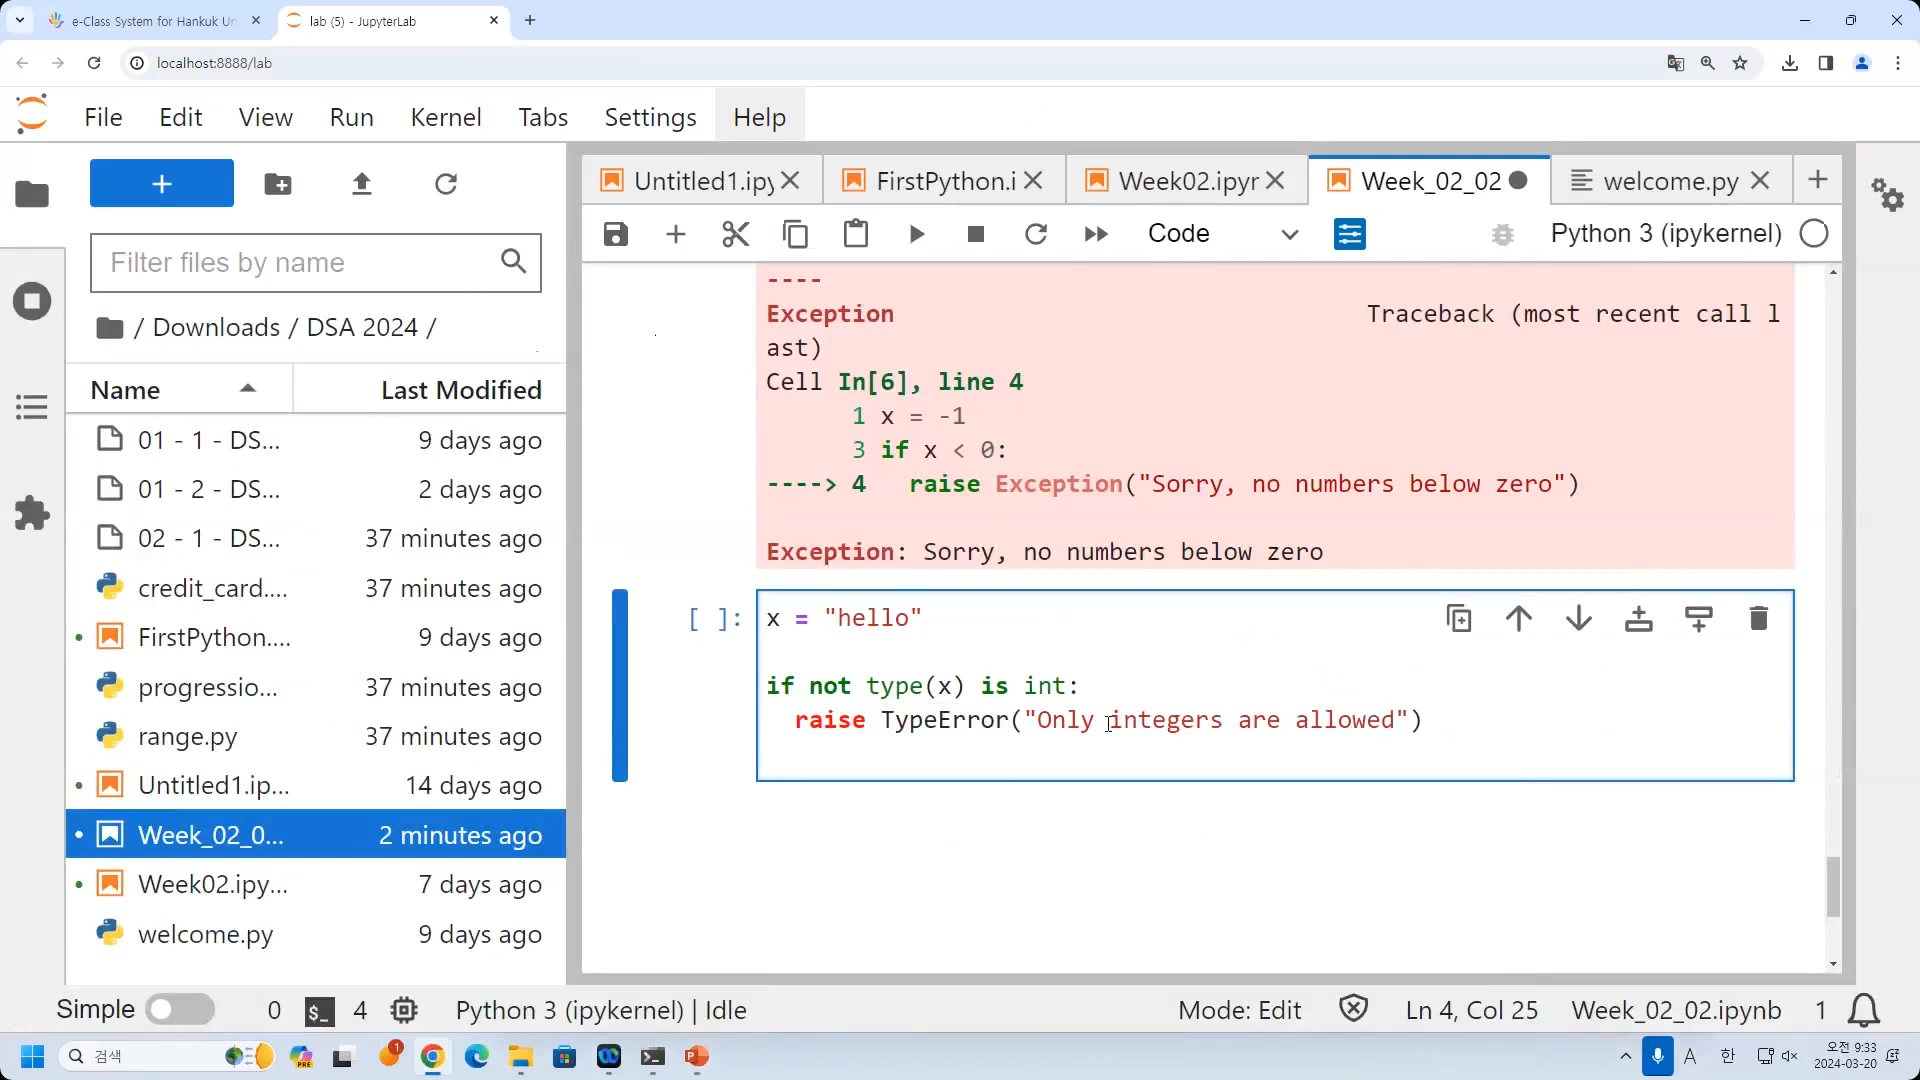 e-Class System for Hankuk Un
lab (5) - JupyterLab
localhost:8888/lab
File Edit View Run Kernel Tabs Settings Help
Filter files by name
/ Downloads / DSA 2024 /
Name Last Modified
01 - 1 - DS... 9 days ago
01 - 2 - DS... 2 days ago
02 - 1 - DS... 37 minutes ago
credit_card.... 37 minutes ago
FirstPython.... 9 days ago
progressio... 37 minutes ago
range.py 37 minutes ago
Untitled1.ip... 14 days ago
Week_02_0... 2 minutes ago
Week02.ipy... 7 days ago
welcome.py 9 days ago
Untitled1.ipy FirstPython.i Week02.ipyr Week_02_02 welcome.py
Code Python 3 (ipykernel)
----
Exception Traceback (most recent call l
ast)
Cell In[6], line 4
1 x = -1
3 if x < 0:
----> 4 raise Exception("Sorry, no numbers below zero")
Exception: Sorry, no numbers below zero
[ ]: x = "hello"
if not type(x) is int:
raise TypeError("Only integers are allowed")
Simple 0 $_ 4 Python 3 (ipykernel) | Idle Mode: Edit Ln 4, Col 25 Week_02_02.ipynb 1
검색 PRE 1 A 한 오전 9:33
2024-03-20